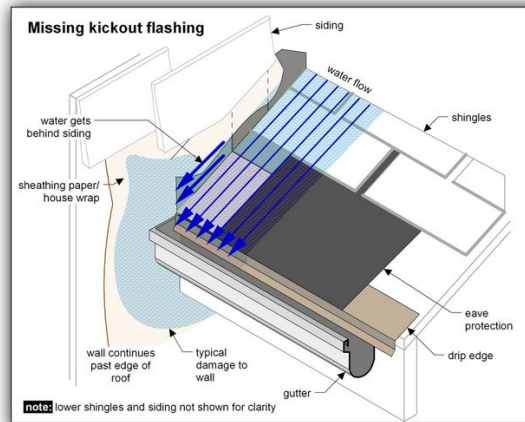 Missing kickout flashing
siding
water flow
shingles
water gets
behind siding
sheathing paper/
house wrap
eave
protection
drip edge
wall continues
past edge of
roof
typical
damage to
wall
gutter
note: lower shingles and siding not shown for clarity